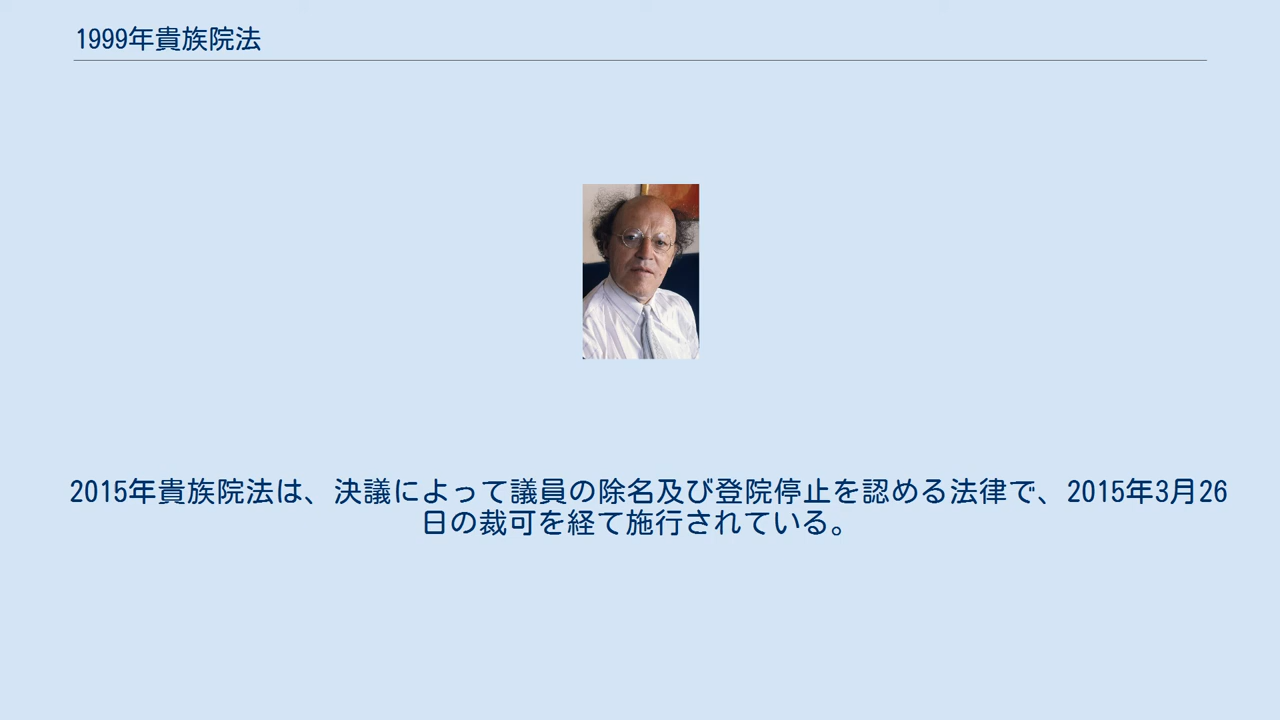 1999年貴族院法
2015年貴族院法は、決議によって議員の除名及び登院停止を認める法律で、2015年3月26
日の裁可を経て施行されている。